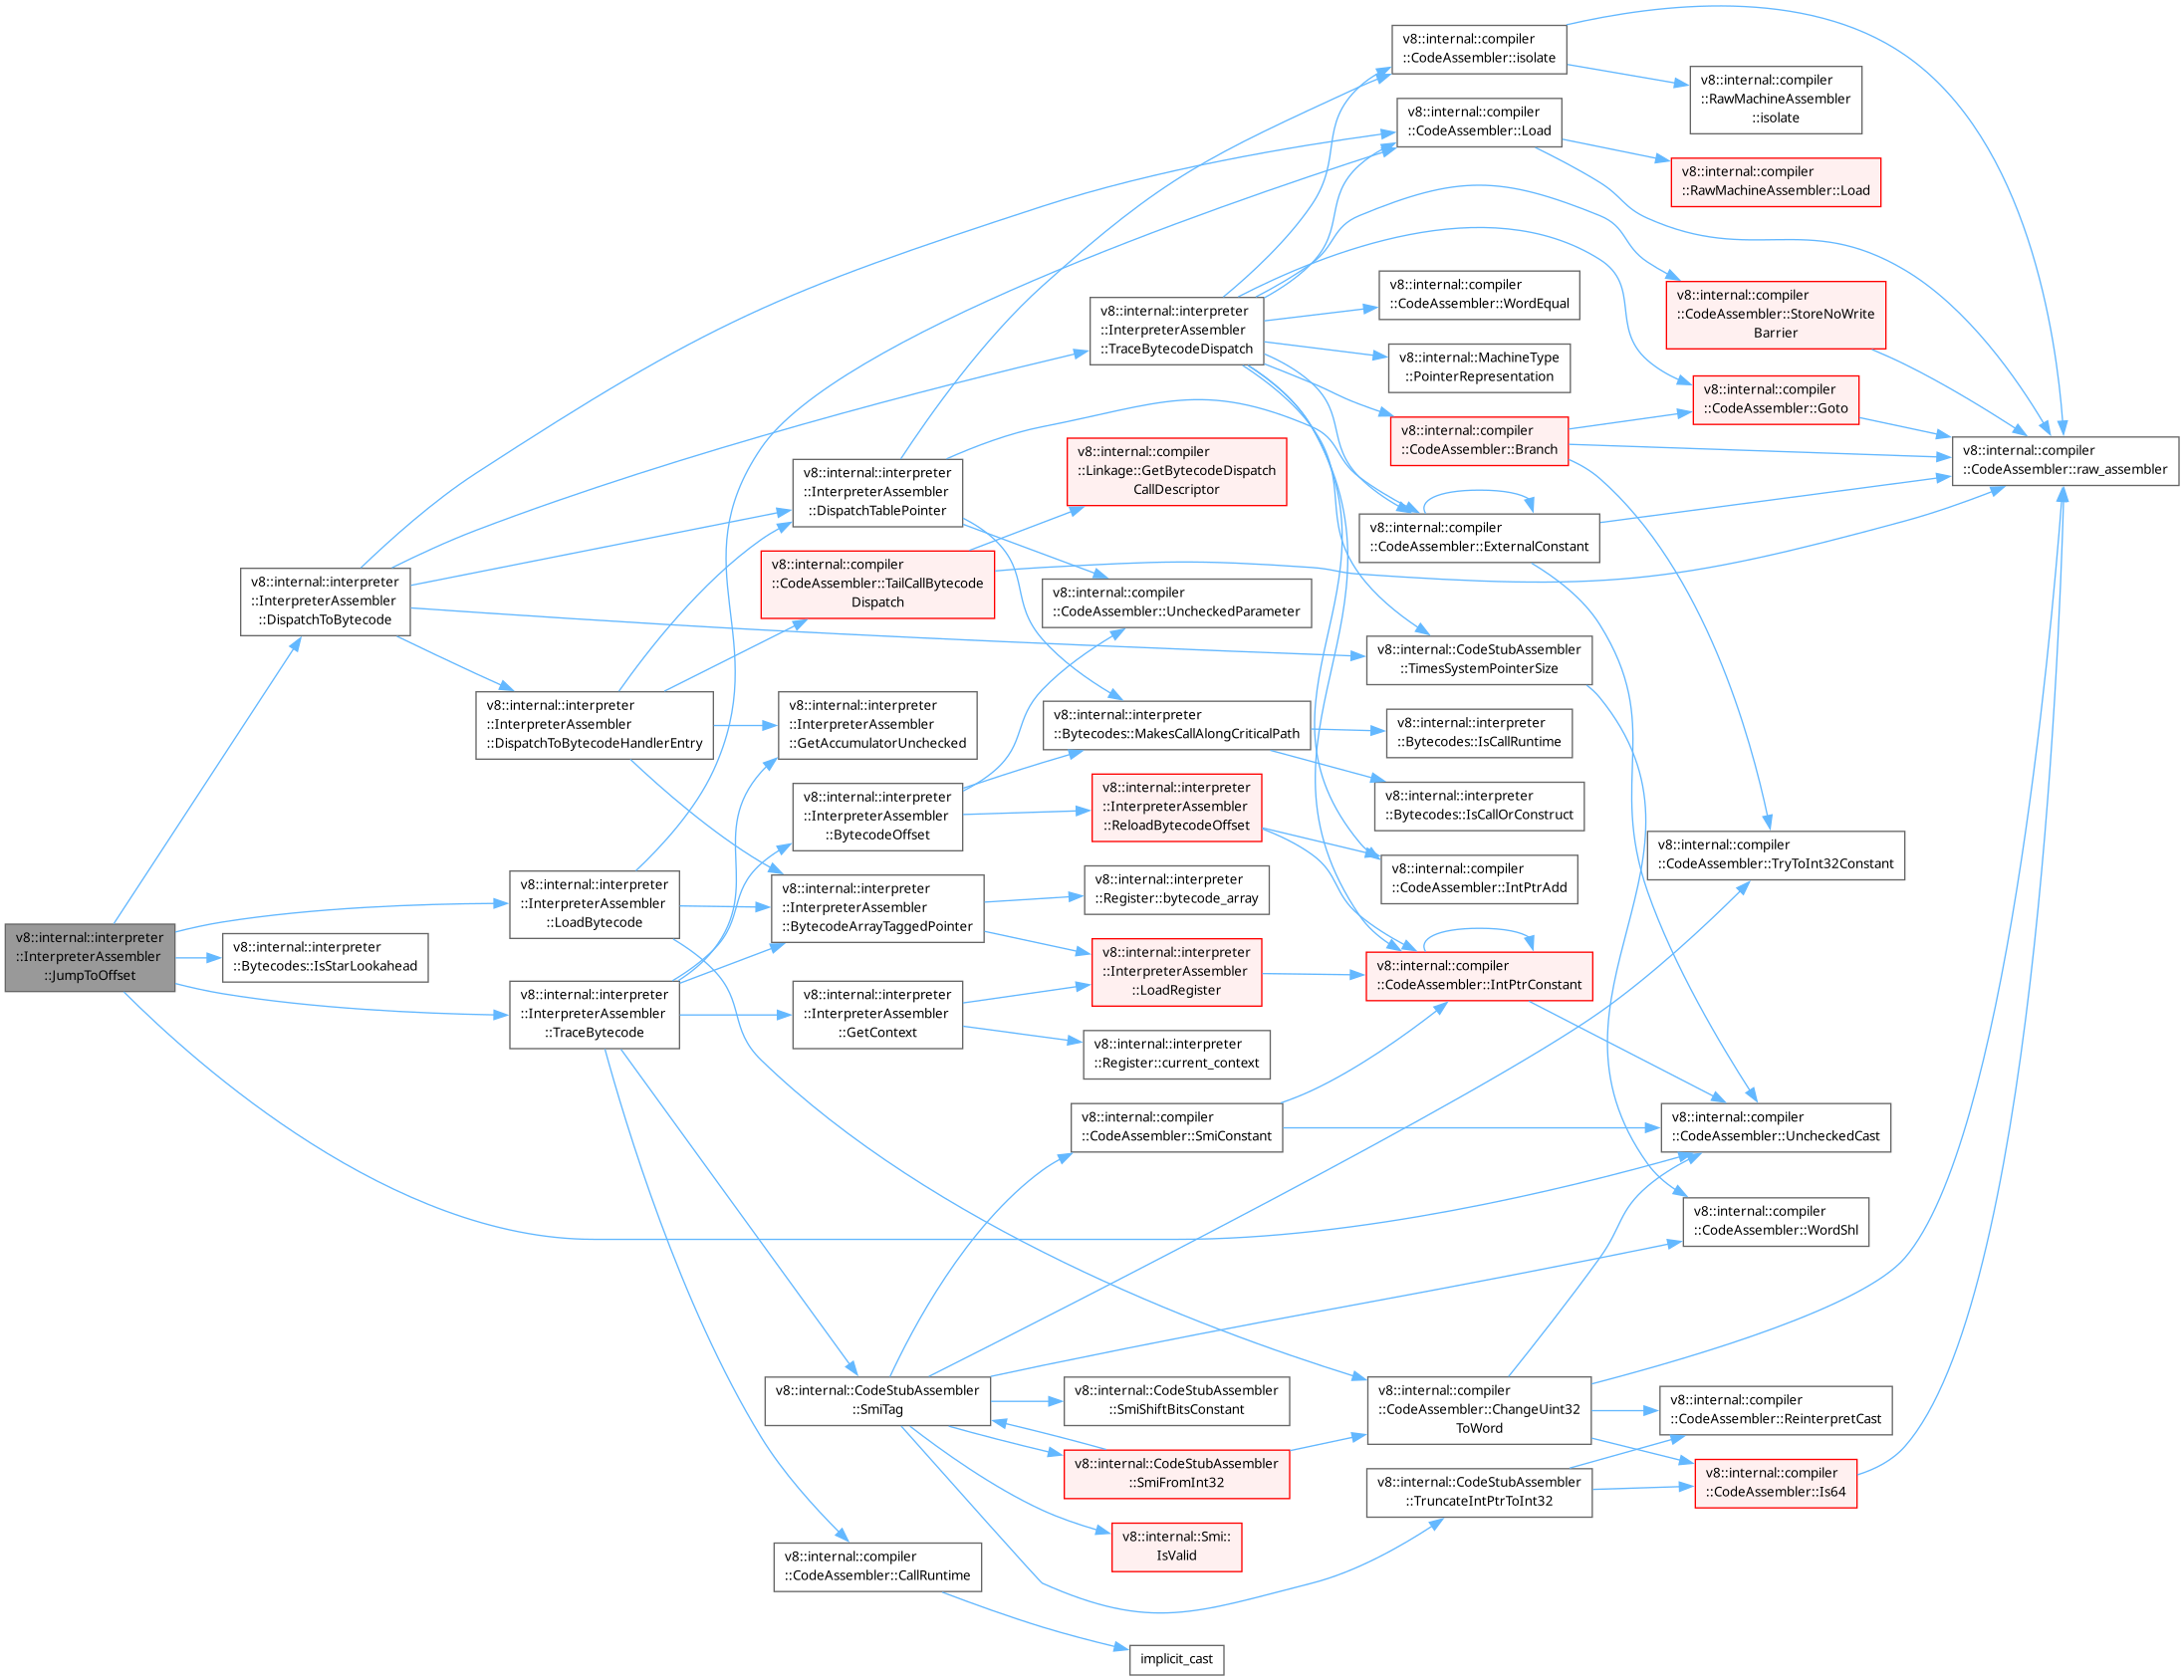 v8::internal::interpreter
::InterpreterAssembler
::JumpToOffset
v8::internal::interpreter
::InterpreterAssembler
::DispatchToBytecode
v8::internal::interpreter
::Bytecodes::IsStarLookahead
v8::internal::interpreter
::InterpreterAssembler
::DispatchToBytecodeHandlerEntry
v8::internal::interpreter
::InterpreterAssembler
::LoadBytecode
v8::internal::interpreter
::InterpreterAssembler
::TraceBytecode
v8::internal::interpreter
::InterpreterAssembler
::DispatchTablePointer
v8::internal::compiler
::CodeAssembler::TailCallBytecode
Dispatch
v8::internal::interpreter
::InterpreterAssembler
::GetAccumulatorUnchecked
v8::internal::interpreter
::InterpreterAssembler
::BytecodeOffset
v8::internal::interpreter
::InterpreterAssembler
::BytecodeArrayTaggedPointer
v8::internal::interpreter
::InterpreterAssembler
::GetContext
v8::internal::CodeStubAssembler
::SmiTag
v8::internal::compiler
::CodeAssembler::CallRuntime
v8::internal::interpreter
::InterpreterAssembler
::TraceBytecodeDispatch
v8::internal::compiler
::Linkage::GetBytecodeDispatch
CallDescriptor
v8::internal::compiler
::CodeAssembler::UncheckedParameter
v8::internal::interpreter
::Bytecodes::MakesCallAlongCriticalPath
v8::internal::interpreter
::InterpreterAssembler
::ReloadBytecodeOffset
v8::internal::interpreter
::Register::bytecode_array
v8::internal::interpreter
::InterpreterAssembler
::LoadRegister
v8::internal::interpreter
::Register::current_context
v8::internal::compiler
::CodeAssembler::SmiConstant
v8::internal::CodeStubAssembler
::SmiShiftBitsConstant
v8::internal::CodeStubAssembler
::SmiFromInt32
v8::internal::Smi::
IsValid
implicit_cast
v8::internal::compiler
::CodeAssembler::isolate
v8::internal::compiler
::CodeAssembler::Load
v8::internal::compiler
::CodeAssembler::WordEqual
v8::internal::MachineType
::PointerRepresentation
v8::internal::compiler
::CodeAssembler::Branch
v8::internal::compiler
::CodeAssembler::ExternalConstant
v8::internal::CodeStubAssembler
::TimesSystemPointerSize
v8::internal::interpreter
::Bytecodes::IsCallRuntime
v8::internal::interpreter
::Bytecodes::IsCallOrConstruct
v8::internal::compiler
::CodeAssembler::IntPtrAdd
v8::internal::compiler
::CodeAssembler::IntPtrConstant
v8::internal::compiler
::CodeAssembler::ChangeUint32
ToWord
v8::internal::CodeStubAssembler
::TruncateIntPtrToInt32
v8::internal::compiler
::RawMachineAssembler
::isolate
v8::internal::compiler
::RawMachineAssembler::Load
v8::internal::compiler
::CodeAssembler::StoreNoWrite
Barrier
v8::internal::compiler
::CodeAssembler::Goto
v8::internal::compiler
::CodeAssembler::TryToInt32Constant
v8::internal::compiler
::CodeAssembler::UncheckedCast
v8::internal::compiler
::CodeAssembler::WordShl
v8::internal::compiler
::CodeAssembler::ReinterpretCast
v8::internal::compiler
::CodeAssembler::Is64
v8::internal::compiler
::CodeAssembler::raw_assembler